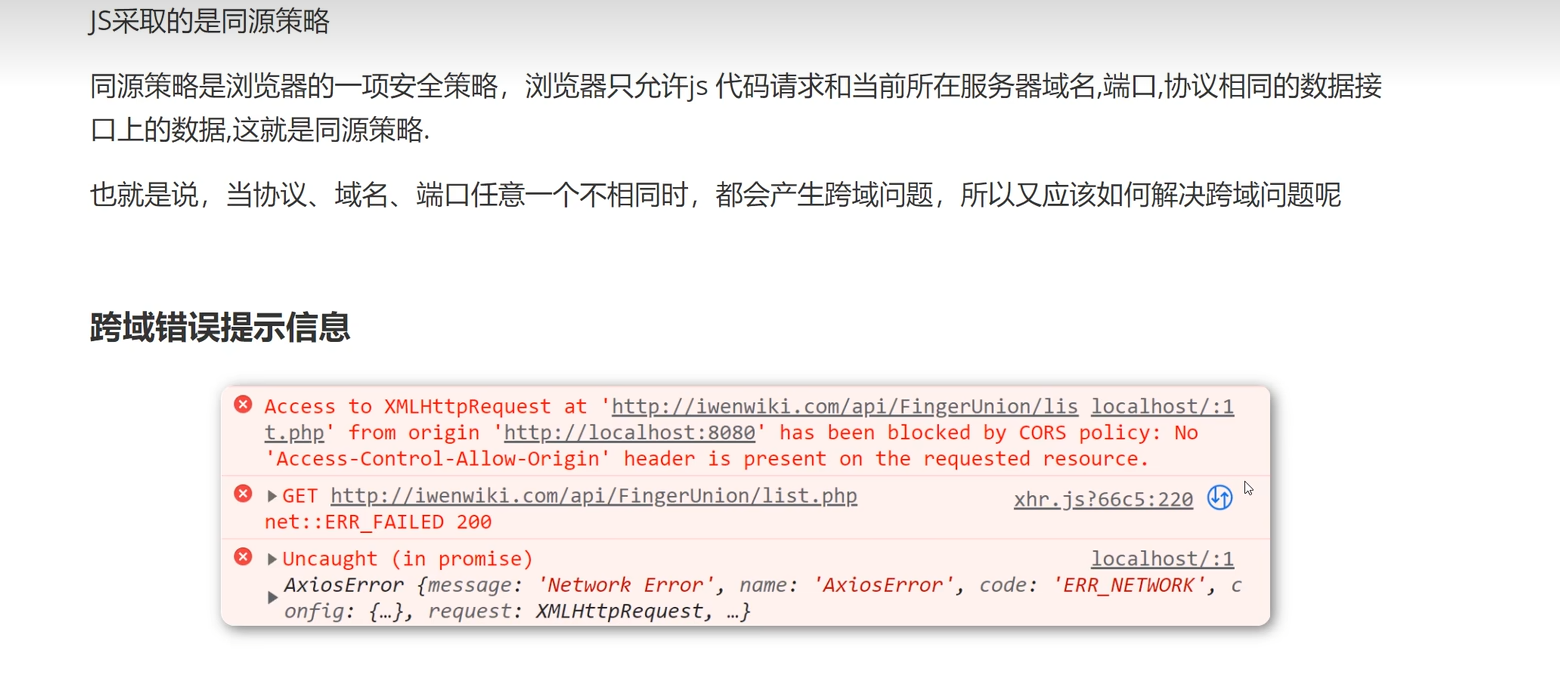 JS采取的是同源策略
同源策略是浏览器的一项安全策略，浏览器只允许js 代码请求和当前所在服务器域名,端口,协议相同的数据接
口上的数据,这就是同源策略.
也就是说，当协议、域名、端口任意一个不相同时，都会产生跨域问题，所以又应该如何解决跨域问题呢
跨域错误提示信息
Access to XMLHttpRequest at 'http://iwenwiki.com/api/FingerUnion/lis localhost/:1
t.php' from origin 'http://localhost:8080' has been blocked by CORS policy: No
'Access-Control-Allow-Origin' header is present on the requested resource.
GET http://iwenwiki.com/api/FingerUnion/list.php xhr.js?66c5:220
net::ERR_FAILED 200
Uncaught (in promise) localhost/:1
AxiosError {message: 'Network Error', name: 'AxiosError', code: 'ERR_NETWORK', c
onfig: {…}, request: XMLHttpRequest, …}